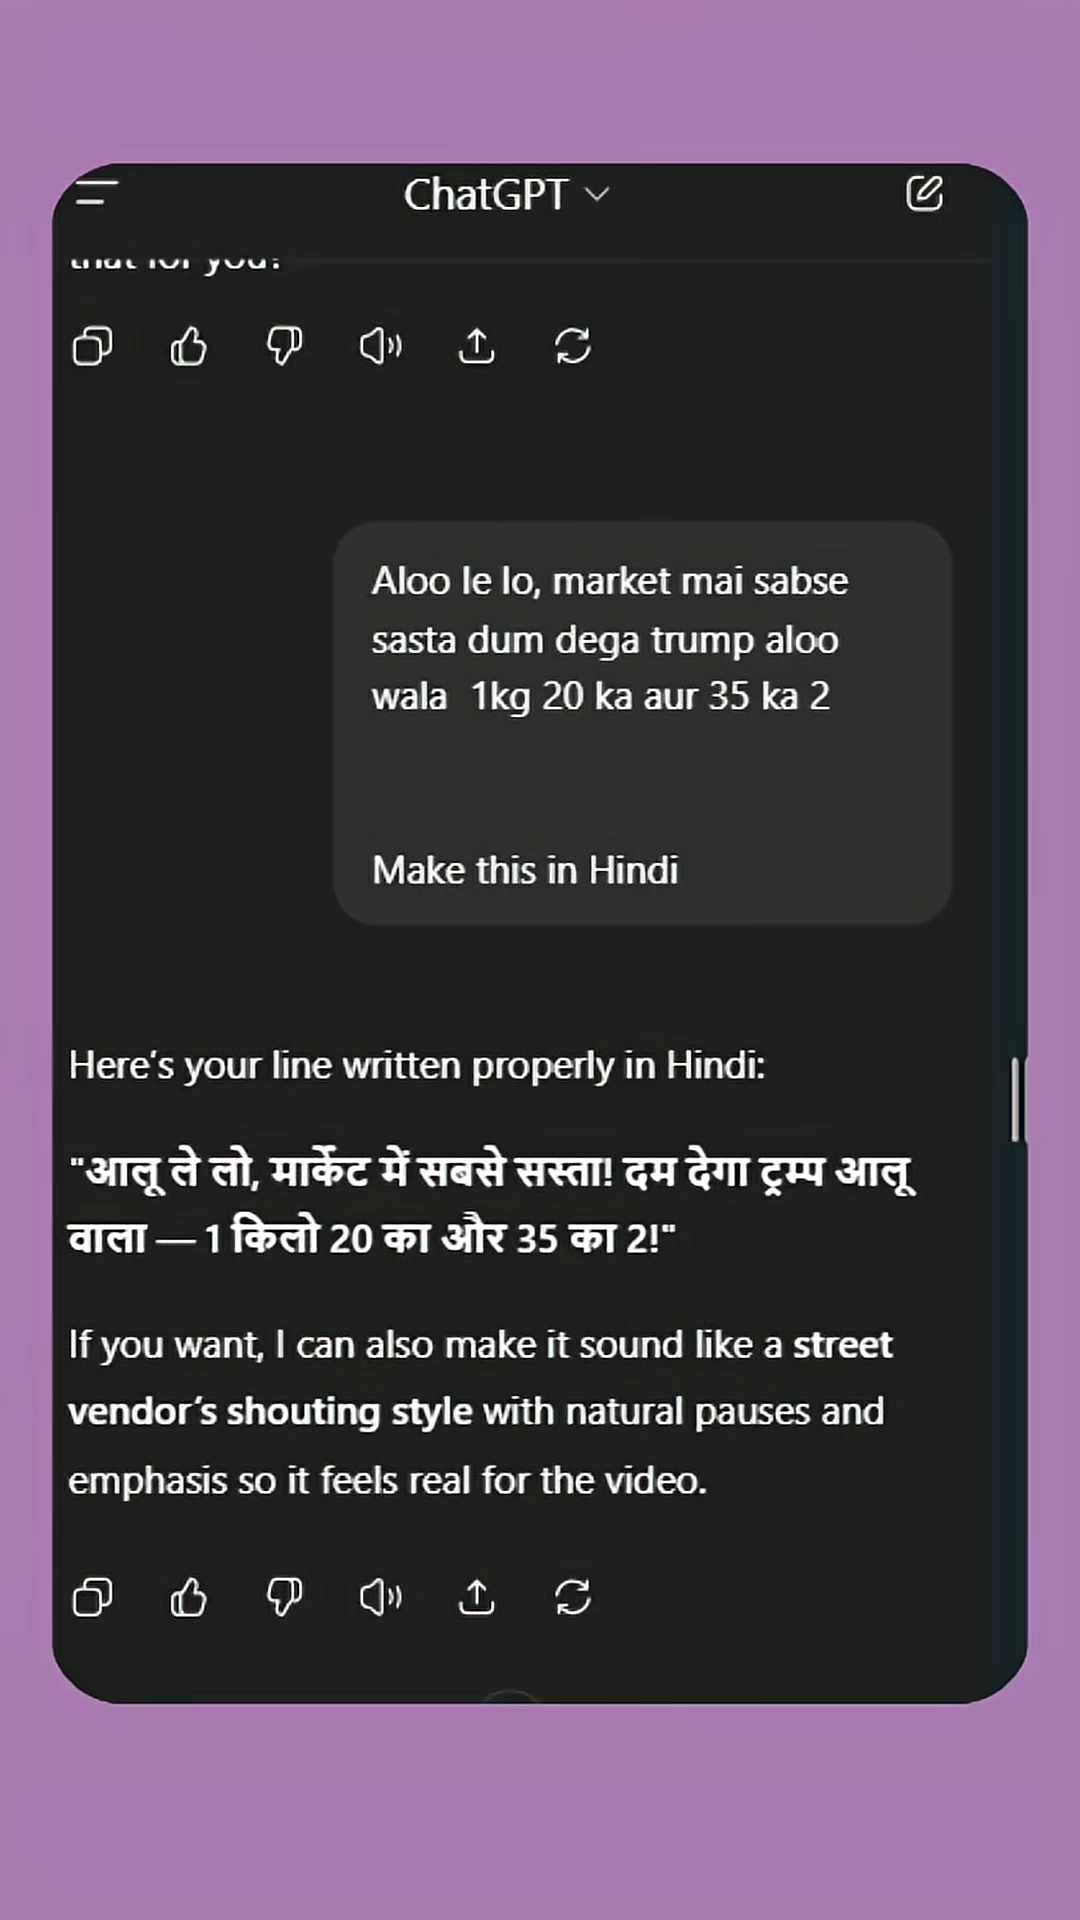 ChatGPT
that for you?
Aloo le lo, market mai sabse
sasta dum dega trump aloo
wala 1kg 20 ka aur 35 ka 2
Make this in Hindi
Here's your line written properly in Hindi:
"आलू ले लो, मार्केट में सबसे सस्ता! दम देगा ट्रम्प आलू
वाला — 1 किलो 20 का और 35 का 2!"
If you want, I can also make it sound like a street
vendor's shouting style with natural pauses and
emphasis so it feels real for the video.